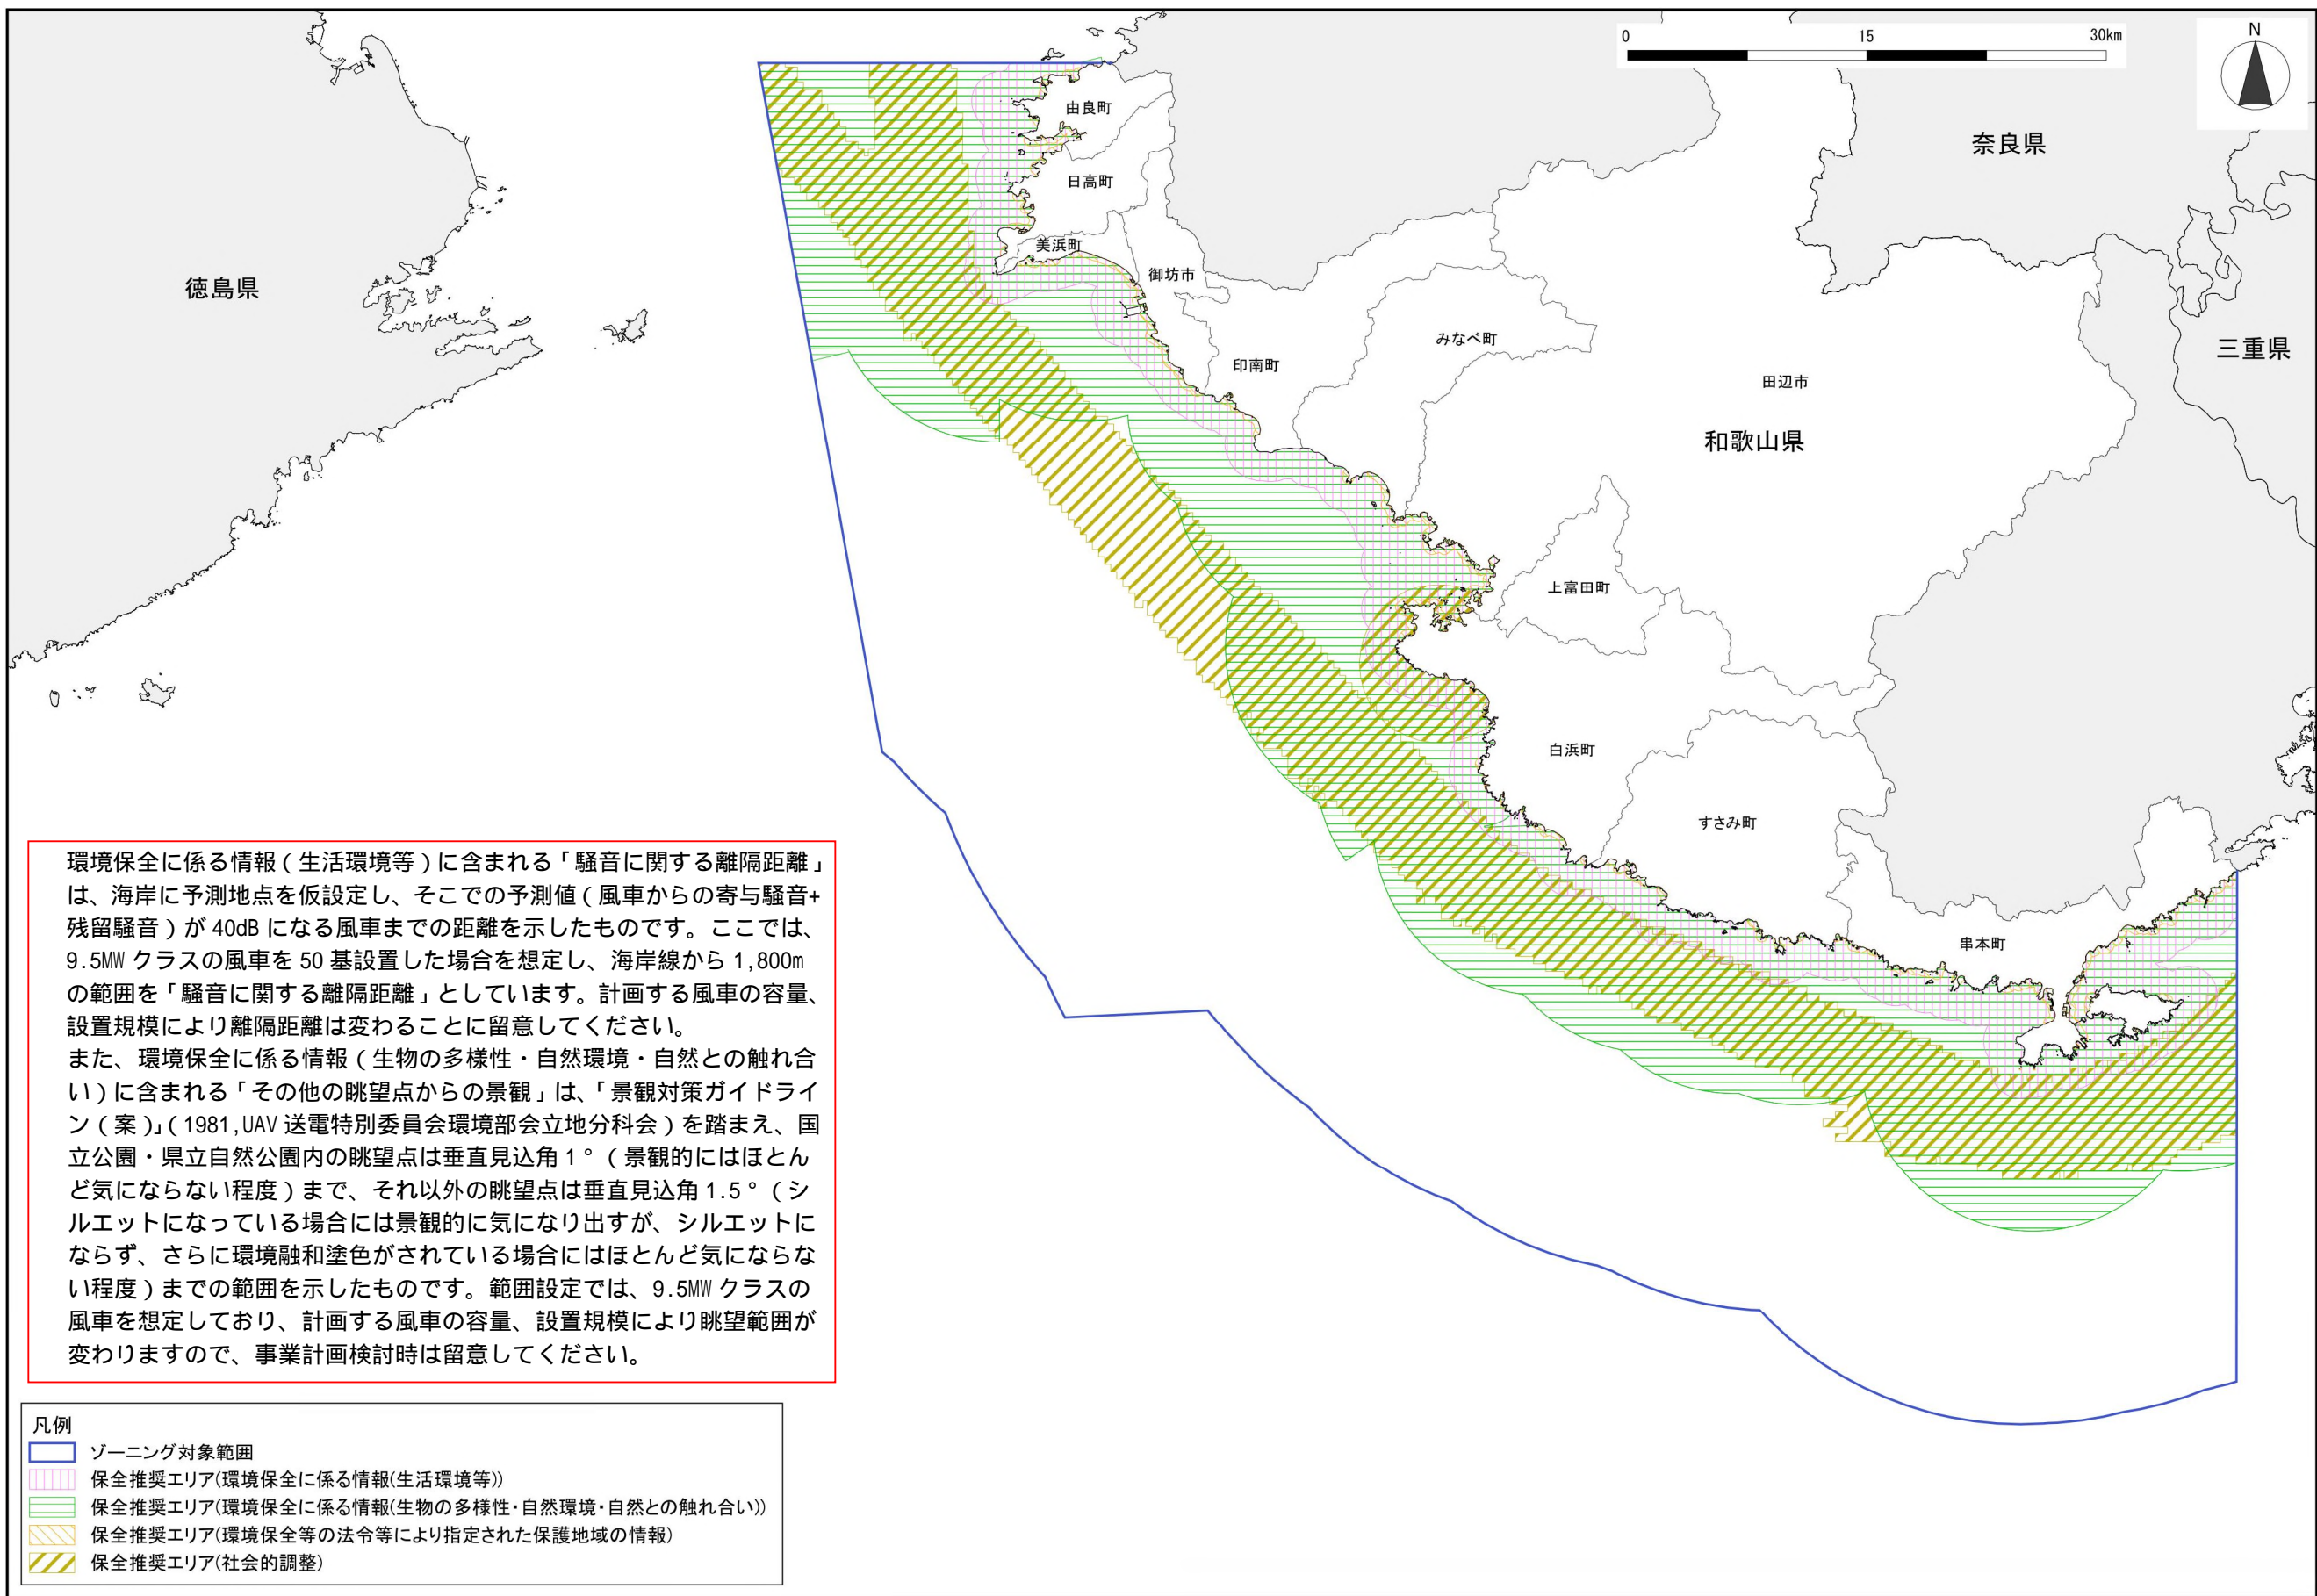 0 15 30km
N
由良町
奈良県
日高町
美浜町
御坊市
徳島県
みなべ町
三重県
印南町
田辺市
和歌山県
上富田町
白浜町
すさみ町
串本町
環境保全に係る情報(生活環境等)に含まれる「騒音に関する離隔距離」
は、海岸に予測地点を仮設定し、そこでの予測値(風車からの寄与騒音+
残留騒音)が 40dB になる風車までの距離を示したものです。ここでは、
9.5MW クラスの風車を 50 基設置した場合を想定し、海岸線から 1,800m
の範囲を「騒音に関する離隔距離」としています。計画する風車の容量、
設置規模により離隔距離は変わることに留意してください。
また、環境保全に係る情報(生物の多様性・自然環境・自然との触れ合
い)に含まれる「その他の眺望点からの景観」は、「景観対策ガイドライ
ン(案)」(1981,UAV 送電特別委員会環境部会立地分科会)を踏まえ、国
立公園・県立自然公園内の眺望点は垂直見込角 1°(景観的にはほとん
ど気にならない程度)まで、それ以外の眺望点は垂直見込角 1.5°(シ
ルエットになっている場合には景観的に気になり出すが、シルエットに
ならず、さらに環境融和塗色がされている場合にはほとんど気にならな
い程度)までの範囲を示したものです。範囲設定では、9.5MW クラスの
風車を想定しており、計画する風車の容量、設置規模により眺望範囲が
変わりますので、事業計画検討時は留意してください。
凡例
ゾーニング対象範囲
保全推奨エリア(環境保全に係る情報(生活環境等))
保全推奨エリア(環境保全に係る情報(生物の多様性・自然環境・自然との触れ合い))
保全推奨エリア(環境保全等の法令等により指定された保護地域の情報)
保全推奨エリア(社会的調整)